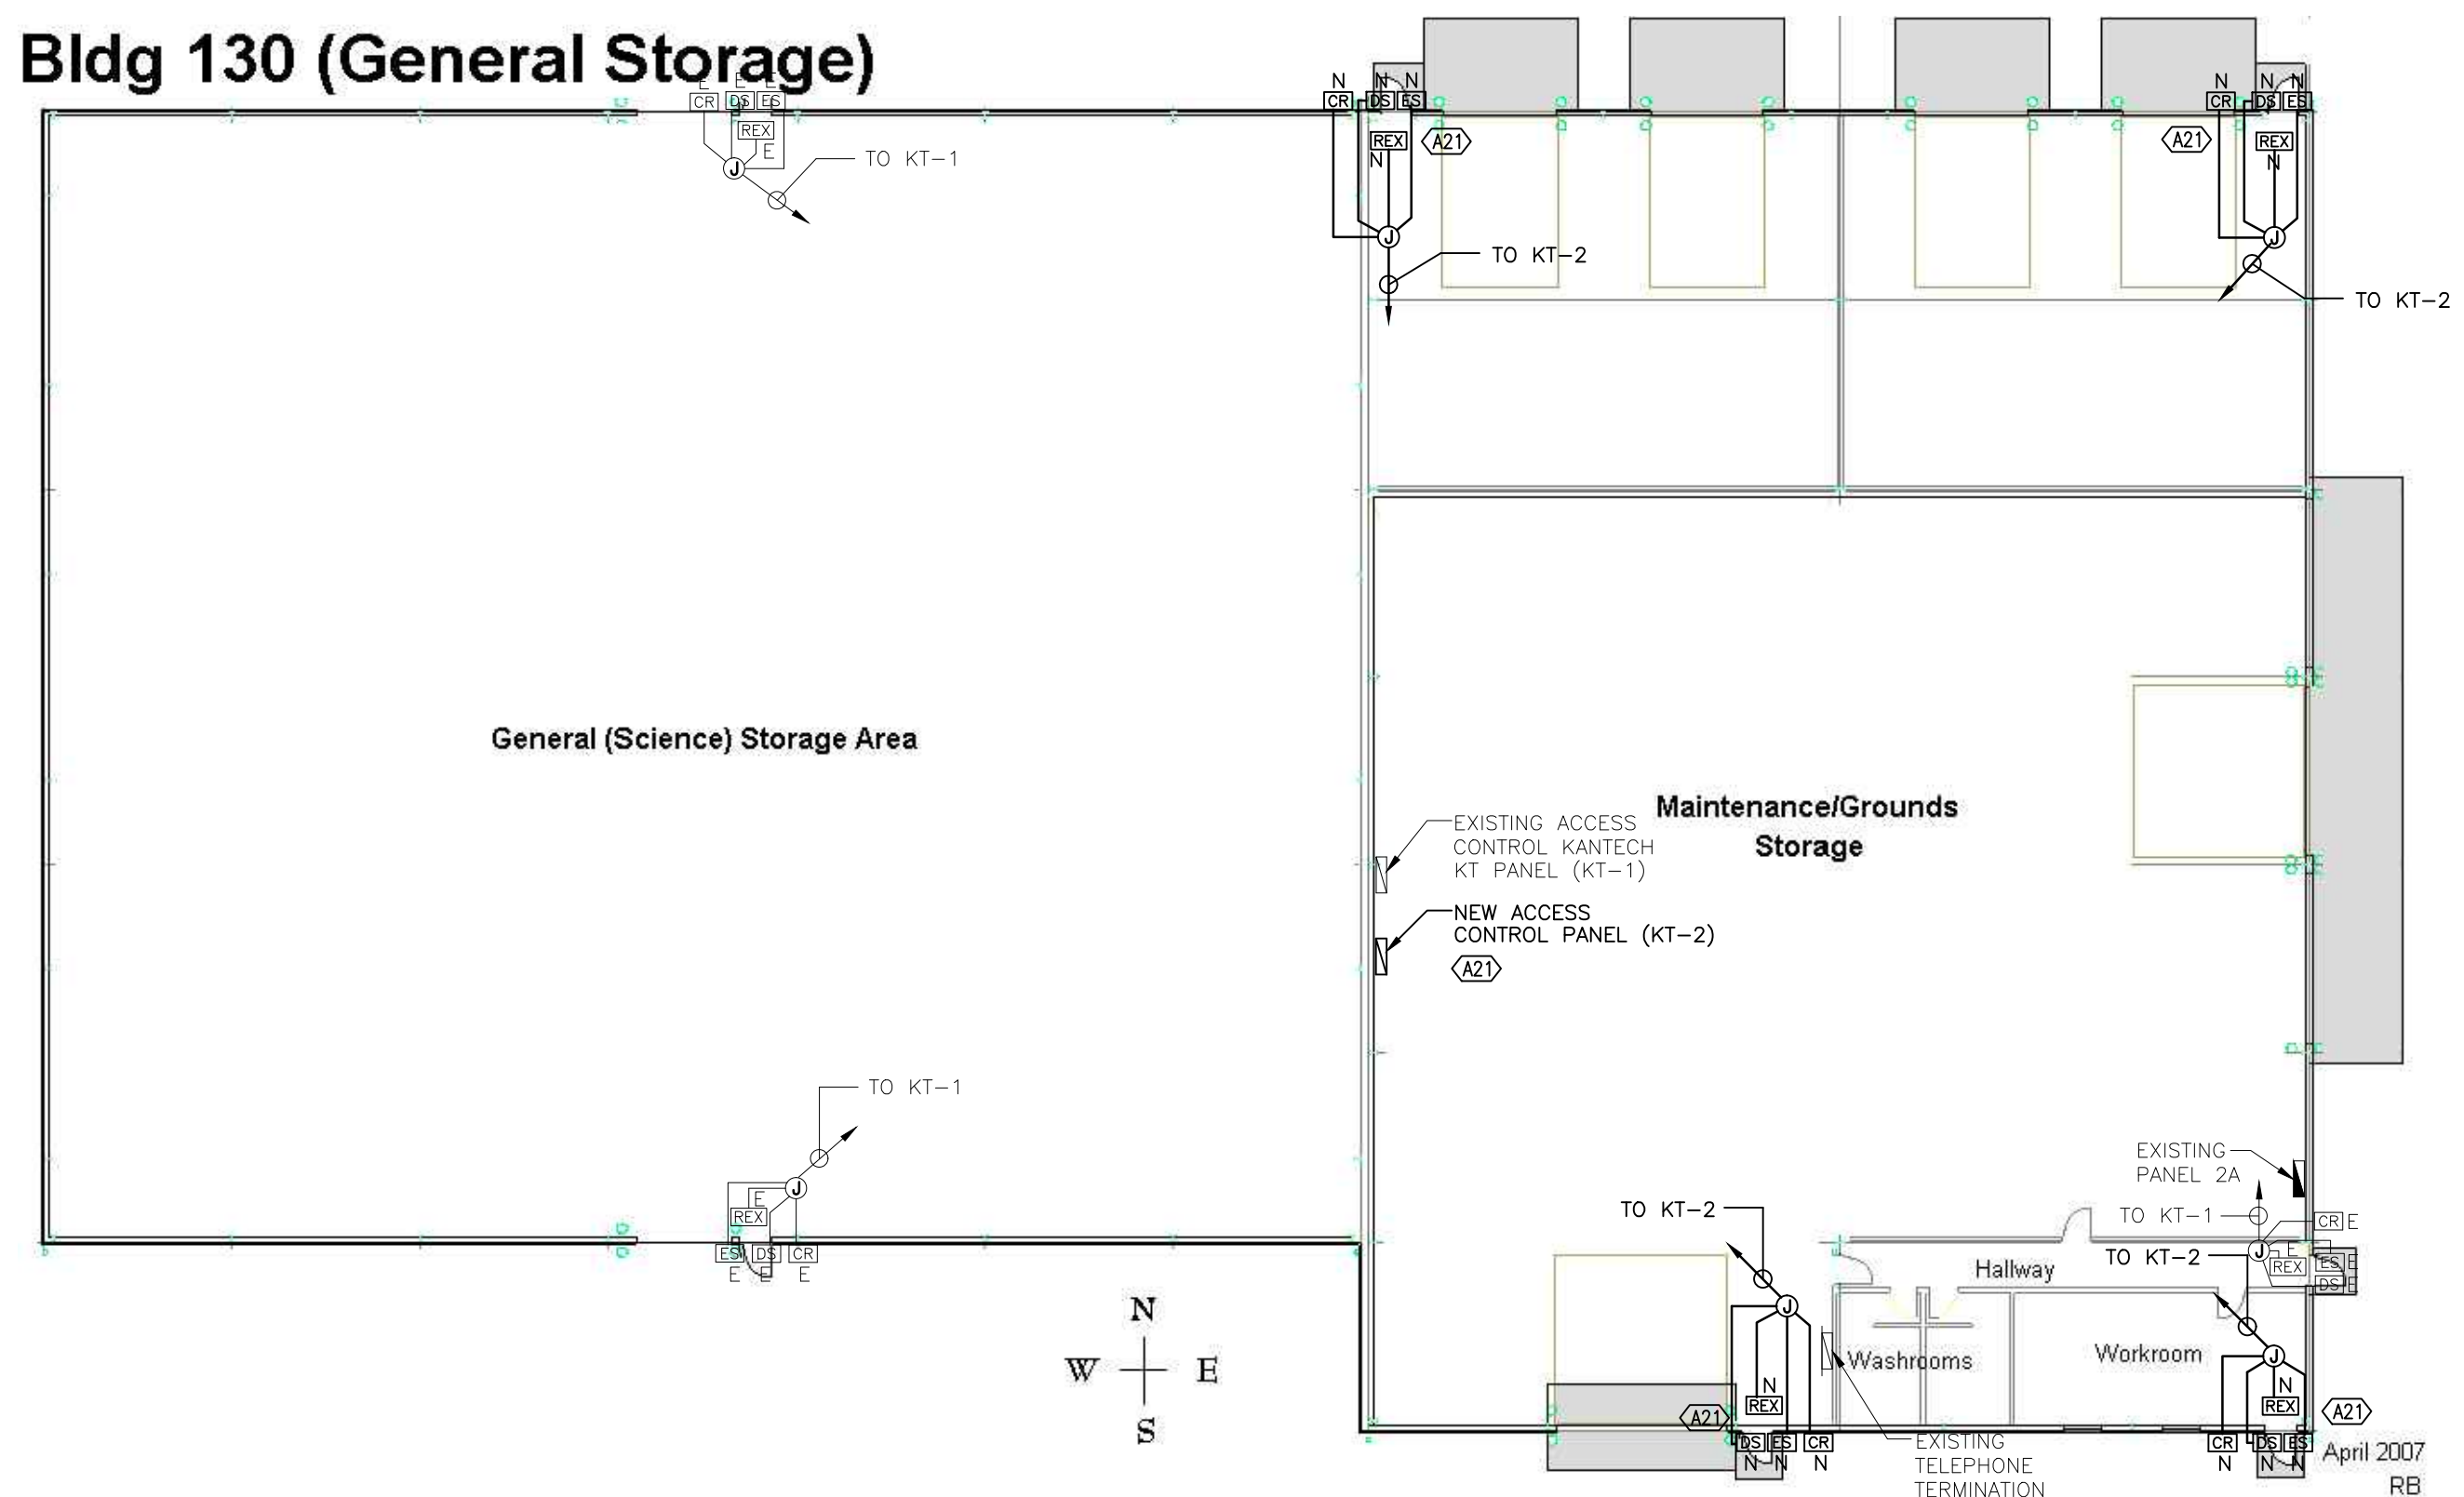 Bldg 130 (General Storage)
E E E
CR DS ES
REX
E
J
TO KT-1
N N N
CR DS ES
REX
N
A21
J
TO KT-2
N N N
CR DS ES
A21
REX
N
J
TO KT-2
General (Science) Storage Area
Maintenance/Grounds
Storage
EXISTING ACCESS
CONTROL KANTECH
KT PANEL (KT-1)
NEW ACCESS
CONTROL PANEL (KT-2)
A21
TO KT-1
J
E
REX
ES DS CR
E E E
N
W E
S
EXISTING
PANEL 2A
TO KT-1
CR E
J
E
REX
ES E
DS E
TO KT-2
J
N
REX
A21
DS ES CR
N N N
Hallway
Washrooms
Workroom
TO KT-2
J
N
REX
A21
CR DS ES
N N N
EXISTING
TELEPHONE
TERMINATION
April 2007
RB